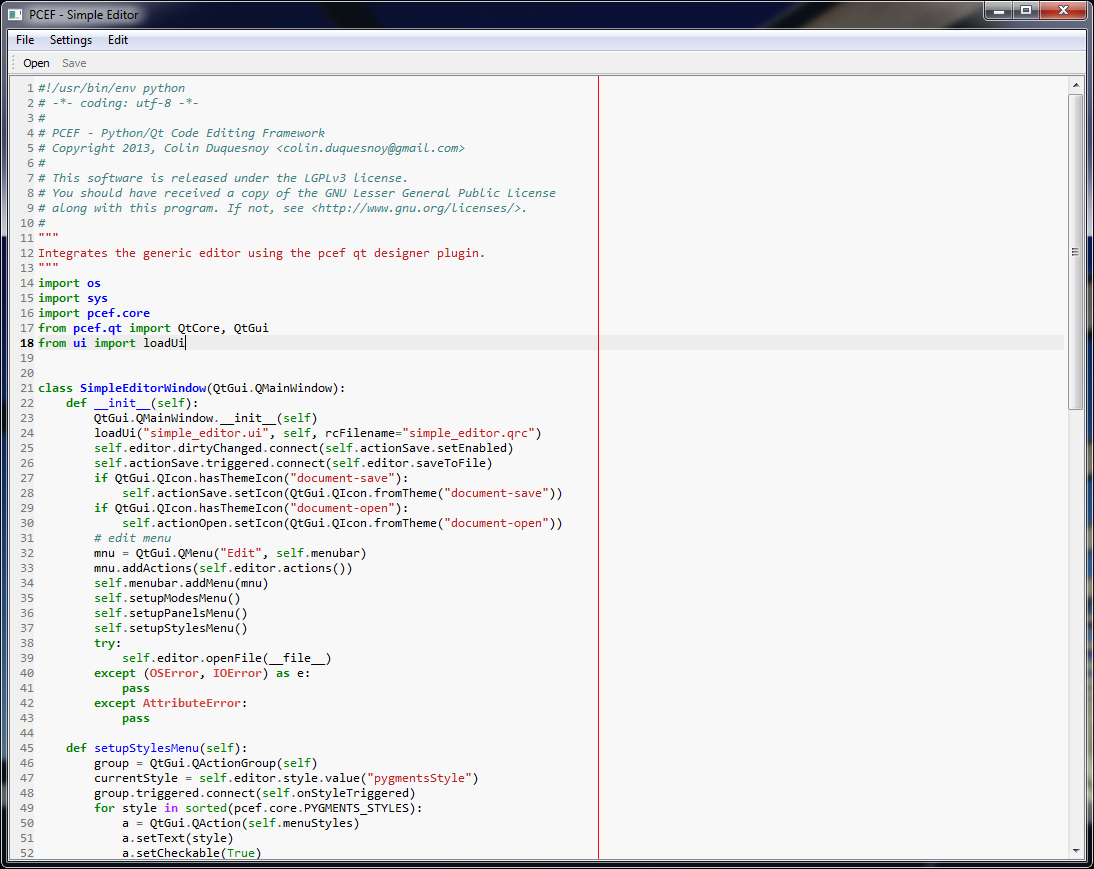 PCEF - Simple Editor
File Settings Edit
Open Save
1 #!/usr/bin/env python
2 # -*- coding: utf-8 -*-
3 #
4 # PCEF - Python/Qt Code Editing Framework
5 # Copyright 2013, Colin Duquesnoy <colin.duquesnoy@gmail.com>
6 #
7 # This software is released under the LGPLv3 license.
8 # You should have received a copy of the GNU Lesser General Public License
9 # along with this program. If not, see <http://www.gnu.org/licenses/>.
10 #
11 """
12 Integrates the generic editor using the pcef qt designer plugin.
13 """
14 import os
15 import sys
16 import pcef.core
17 from pcef.qt import QtCore, QtGui
18 from ui import loadUi
19
20
21 class SimpleEditorWindow(QtGui.QMainWindow):
22     def __init__(self):
23         QtGui.QMainWindow.__init__(self)
24         loadUi("simple_editor.ui", self, rcFilename="simple_editor.qrc")
25         self.editor.dirtyChanged.connect(self.actionSave.setEnabled)
26         self.actionSave.triggered.connect(self.editor.saveToFile)
27         if QtGui.QIcon.hasThemeIcon("document-save"):
28             self.actionSave.setIcon(QtGui.QIcon.fromTheme("document-save"))
29         if QtGui.QIcon.hasThemeIcon("document-open"):
30             self.actionOpen.setIcon(QtGui.QIcon.fromTheme("document-open"))
31         # edit menu
32         mnu = QtGui.QMenu("Edit", self.menubar)
33         mnu.addActions(self.editor.actions())
34         self.menubar.addMenu(mnu)
35         self.setupModesMenu()
36         self.setupPanelsMenu()
37         self.setupStylesMenu()
38         try:
39             self.editor.openFile(__file__)
40         except (OSError, IOError) as e:
41             pass
42         except AttributeError:
43             pass
44
45     def setupStylesMenu(self):
46         group = QtGui.QActionGroup(self)
47         currentStyle = self.editor.style.value("pygmentsStyle")
48         group.triggered.connect(self.onStyleTriggered)
49         for style in sorted(pcef.core.PYGMENTS_STYLES):
50             a = QtGui.QAction(self.menuStyles)
51             a.setText(style)
52             a.setCheckable(True)